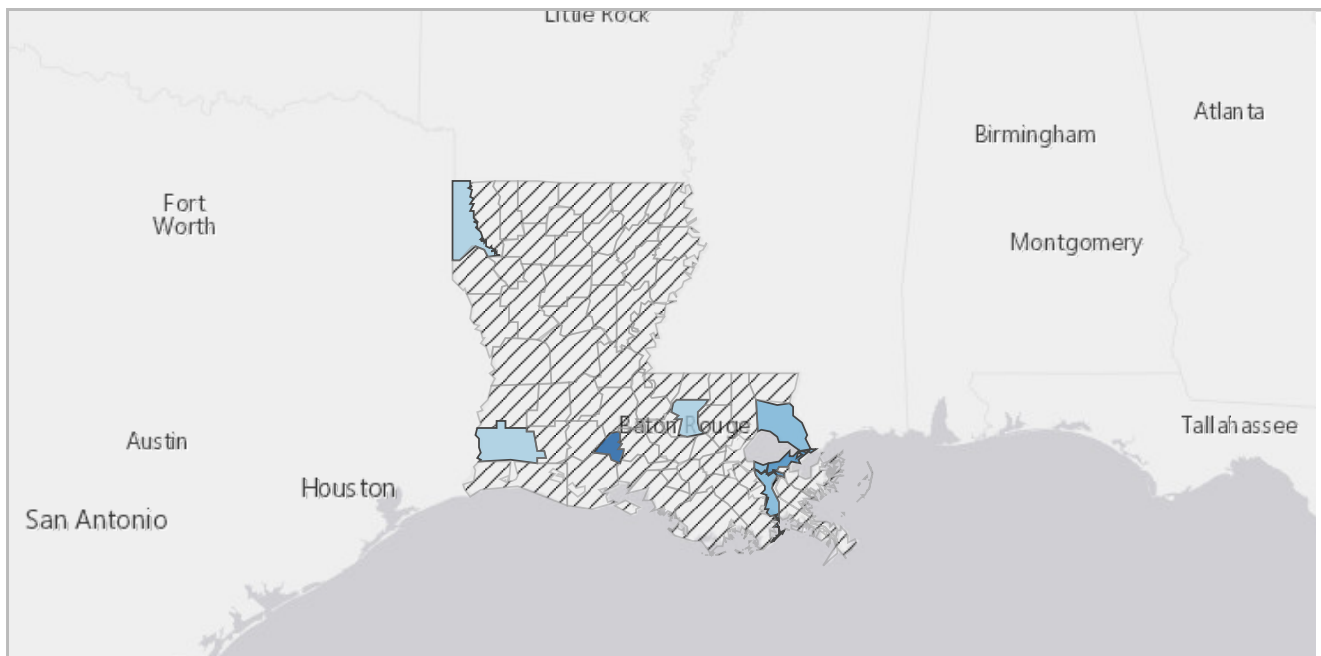 Little Rock
Atlanta
Birmingham
Fort
Worth
Montgomery
Baton Rouge
Tallahassee
Austin
Houston
San Antonio